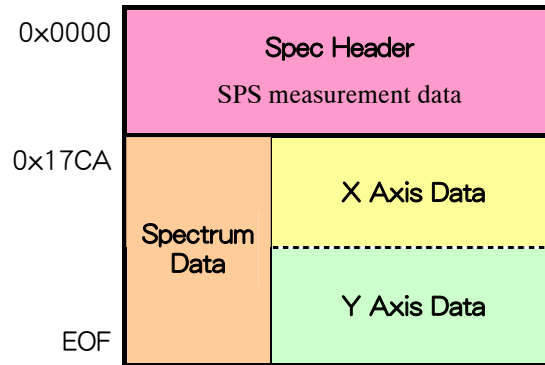 0x0000
Spec Header
SPS measurement data
0x17CA
X Axis Data
Spectrum
Data
Y Axis Data
EOF